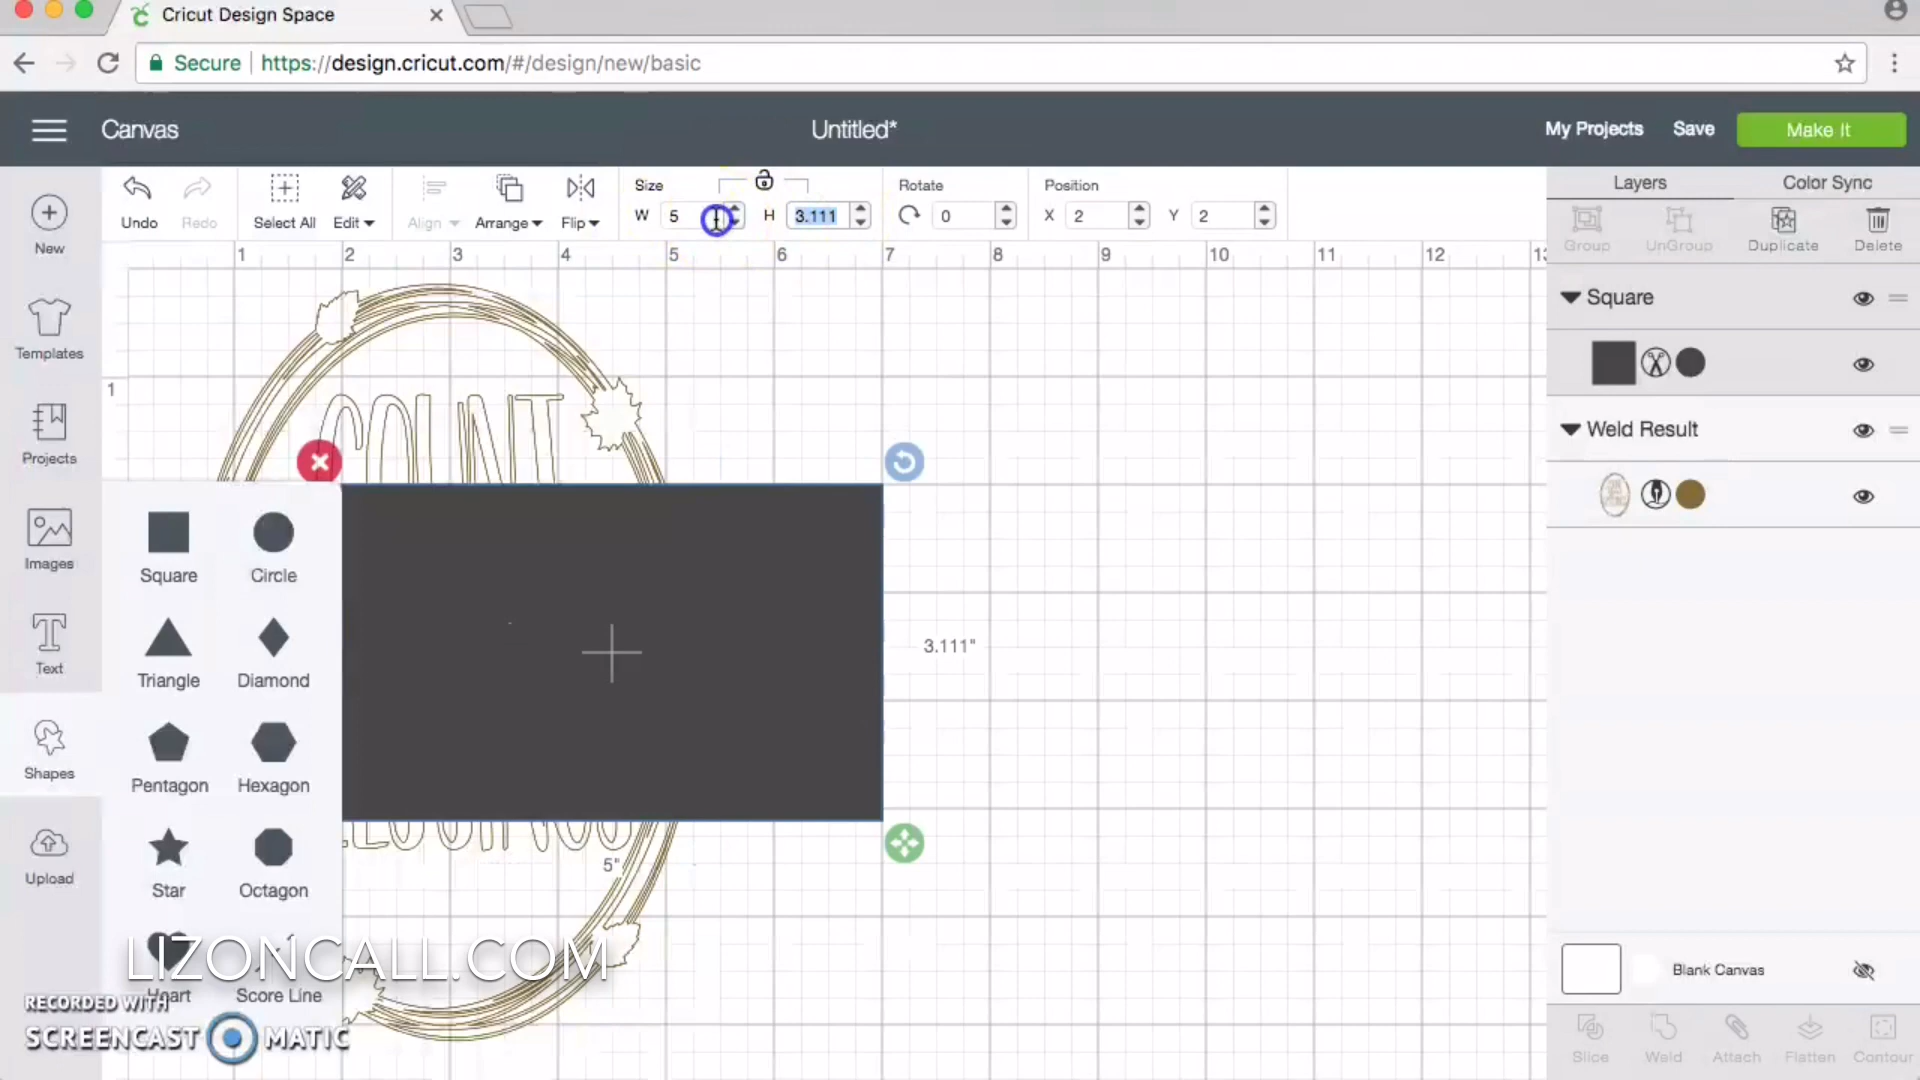 Cricut Design Space
Secure https://design.cricut.com/#/design/new/basic
Canvas Untitled* My Projects Save Make It
Undo Redo Select All Edit Align Arrange Flip
Size W 5 H 3.111
Rotate 0
Position X 2 Y 2
Layers Color Sync
Group UnGroup Duplicate Delete
1 2 3 4 5 6 7 8 9 10 11 12 13
1
New
Templates
Projects
Images
Text
Shapes
Upload
Square Circle
Triangle Diamond
Pentagon Hexagon
Star Octagon
Heart Score Line
COUNT
3.111"
5"
Square
Weld Result
Blank Canvas
Slice Weld Attach Flatten Contour
LIZONCALL.COM
RECORDED WITH
SCREENCAST MATIC